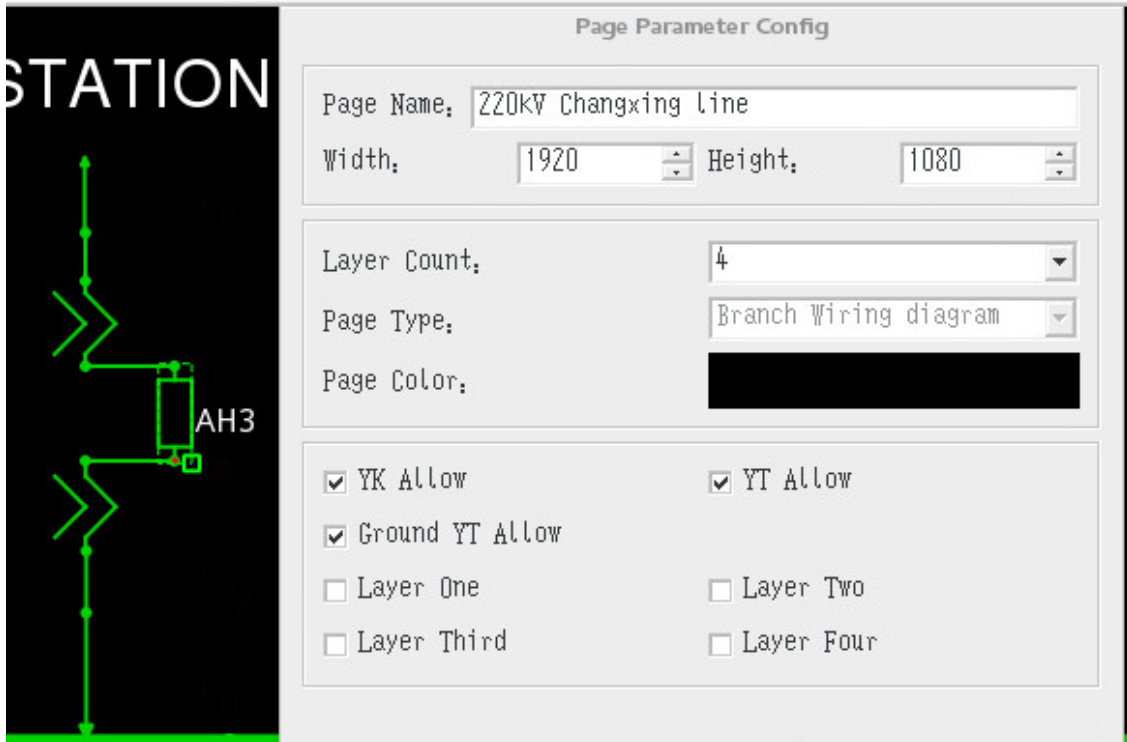 STATION
AH3
Page Parameter Config
Page Name: 220kV Changxing line
Width: 1920 Height: 1080
Layer Count: 4
Page Type: Branch Wiring diagram
Page Color:
YK Allow YT Allow
Ground YT Allow
Layer One Layer Two
Layer Third Layer Four